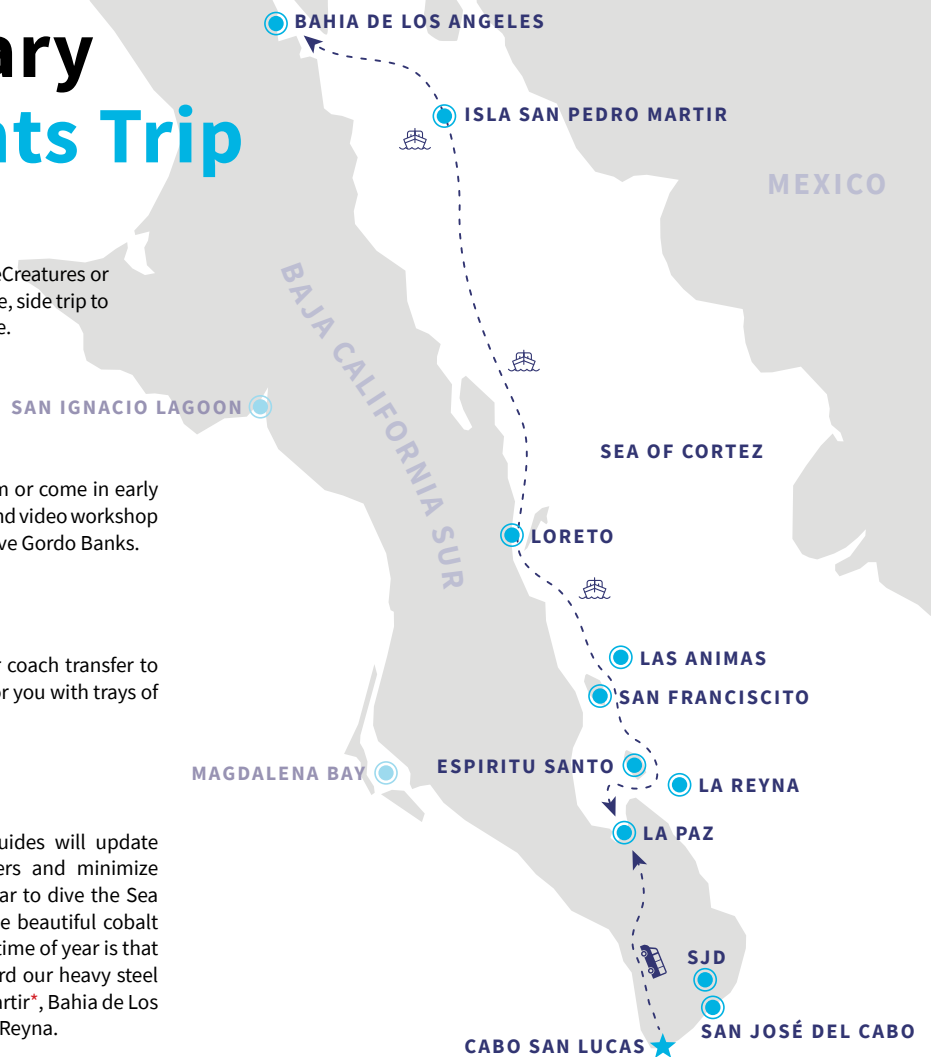 ary
nts Trip
eCreatures or
e, side trip to
e.
or come in early
nd video workshop
ve Gordo Banks.
coach transfer to
or you with trays of
uides will update
ers and minimize
ar to dive the Sea
e beautiful cobalt
time of year is that
rd our heavy steel
artir*, Bahia de Los
Reyna.
BAHIA DE LOS ANGELES
ISLA SAN PEDRO MARTIR
MEXICO
BAJA CALIFORNIA SUR
SAN IGNACIO LAGOON
SEA OF CORTEZ
LORETO
LAS ANIMAS
SAN FRANCISCITO
MAGDALENA BAY
ESPIRITU SANTO
LA REYNA
LA PAZ
SJD
SAN JOSÉ DEL CABO
CABO SAN LUCAS